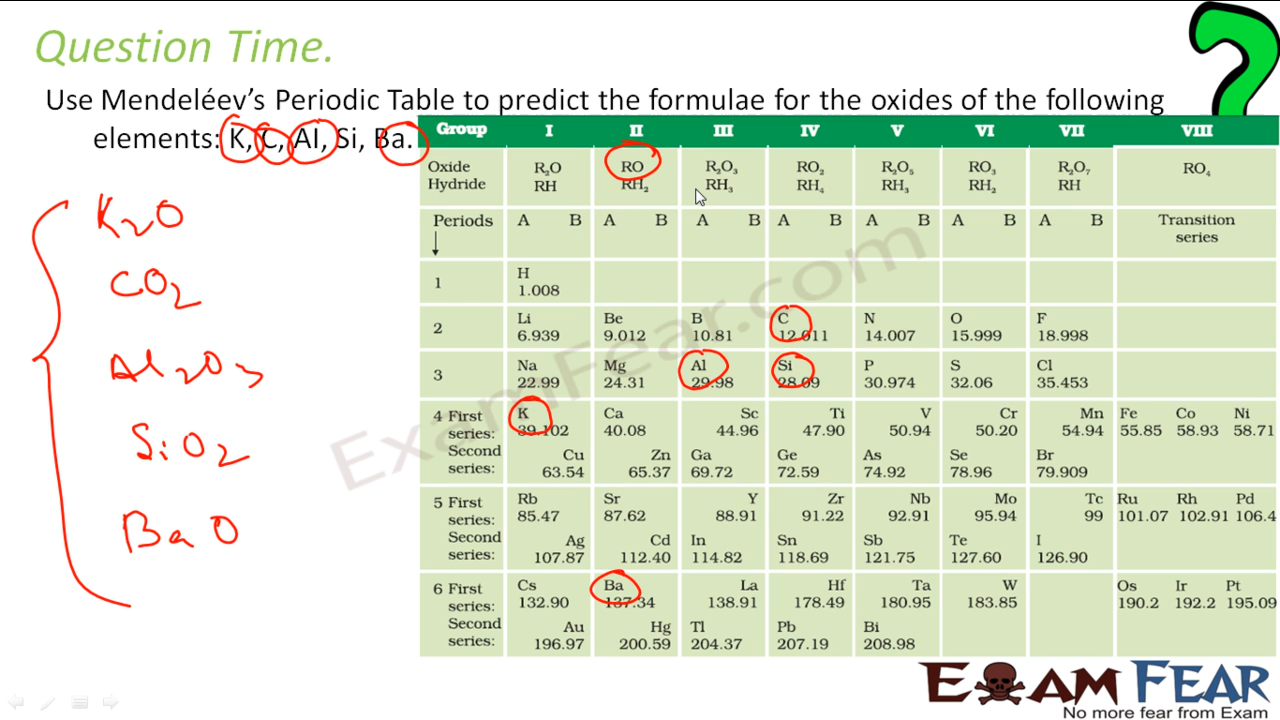 Question Time.
Use Mendeléev's Periodic Table to predict the formulae for the oxides of the following
elements: K, C, Al, Si, Ba.
K₂O
CO₂
Al₂O₃
SiO₂
BaO
Group I II III IV V VI VII VIII
Oxide R₂O RO R₂O₃ RO₂ R₂O₅ RO₃ R₂O₇ RO₄
Hydride RH RH₂ RH₃ RH₄ RH₃ RH₂ RH
Periods A B A B A B A B A B A B A B Transition
↓ series
1 H
1.008
2 Li Be B C N O F
6.939 9.012 10.81 12.011 14.007 15.999 18.998
3 Na Mg Al Si P S Cl
22.99 24.31 29.98 28.09 30.974 32.06 35.453
4 First K Ca Sc Ti V Cr Mn Fe Co Ni
series: 39.102 40.08 44.96 47.90 50.94 50.20 54.94 55.85 58.93 58.71
Second Cu Zn Ga Ge As Se Br
series: 63.54 65.37 69.72 72.59 74.92 78.96 79.909
5 First Rb Sr Y Zr Nb Mo Tc Ru Rh Pd
series: 85.47 87.62 88.91 91.22 92.91 95.94 99 101.07 102.91 106.4
Second Ag Cd In Sn Sb Te I
series: 107.87 112.40 114.82 118.69 121.75 127.60 126.90
6 First Cs Ba La Hf Ta W Os Ir Pt
series: 132.90 137.34 138.91 178.49 180.95 183.85 190.2 192.2 195.09
Second Au Hg Tl Pb Bi
series: 196.97 200.59 204.37 207.19 208.98
ExamFear.com
EXAM FEAR
No more fear from Exam